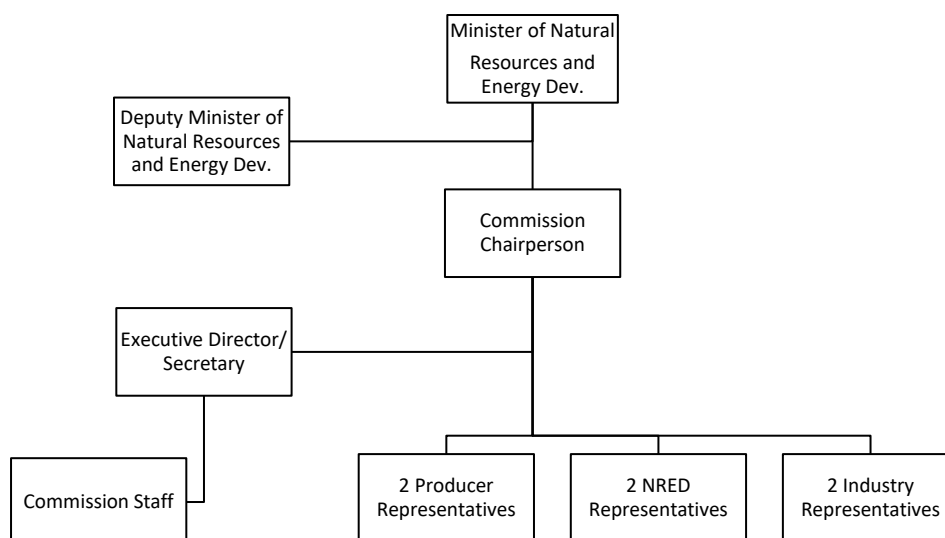 Minister of Natural
Resources and
Energy Dev.
Deputy Minister of
Natural Resources
and Energy Dev.
Commission
Chairperson
Executive Director/
Secretary
Commission Staff
2 Producer
Representatives
2 NRED
Representatives
2 Industry
Representatives